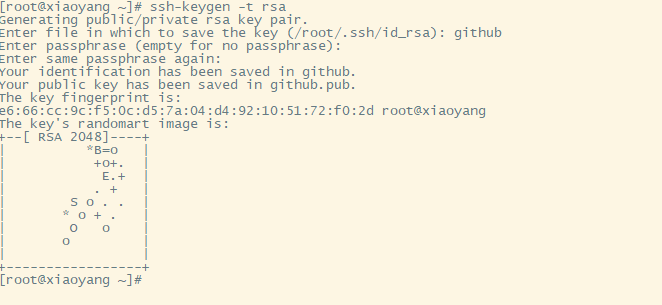 [root@xiaoyang ~]# ssh-keygen -t rsa
Generating public/private rsa key pair.
Enter file in which to save the key (/root/.ssh/id_rsa): github
Enter passphrase (empty for no passphrase):
Enter same passphrase again:
Your identification has been saved in github.
Your public key has been saved in github.pub.
The key fingerprint is:
e6:66:cc:9c:f5:0c:d5:7a:04:d4:92:10:51:72:f0:2d root@xiaoyang
The key's randomart image is:
+--[ RSA 2048]----+
|          *B=o   |
|           +o+.  |
|            E.+  |
|           . +   |
|        S o . .  |
|       * o + .   |
|        O   o    |
|       o         |
|                 |
+-----------------+
[root@xiaoyang ~]#